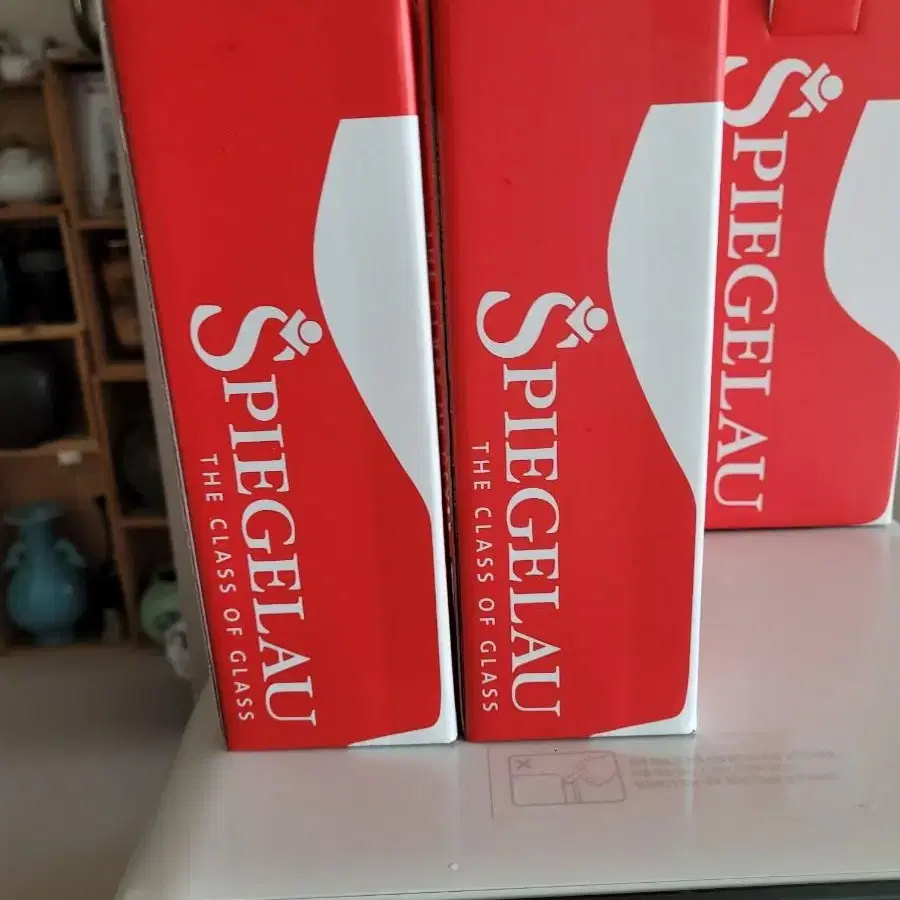 SPIEGELAU
THE CLASS OF GLASS
SPIEGELAU
THE CLASS OF GLASS
SPIEGELAU
X